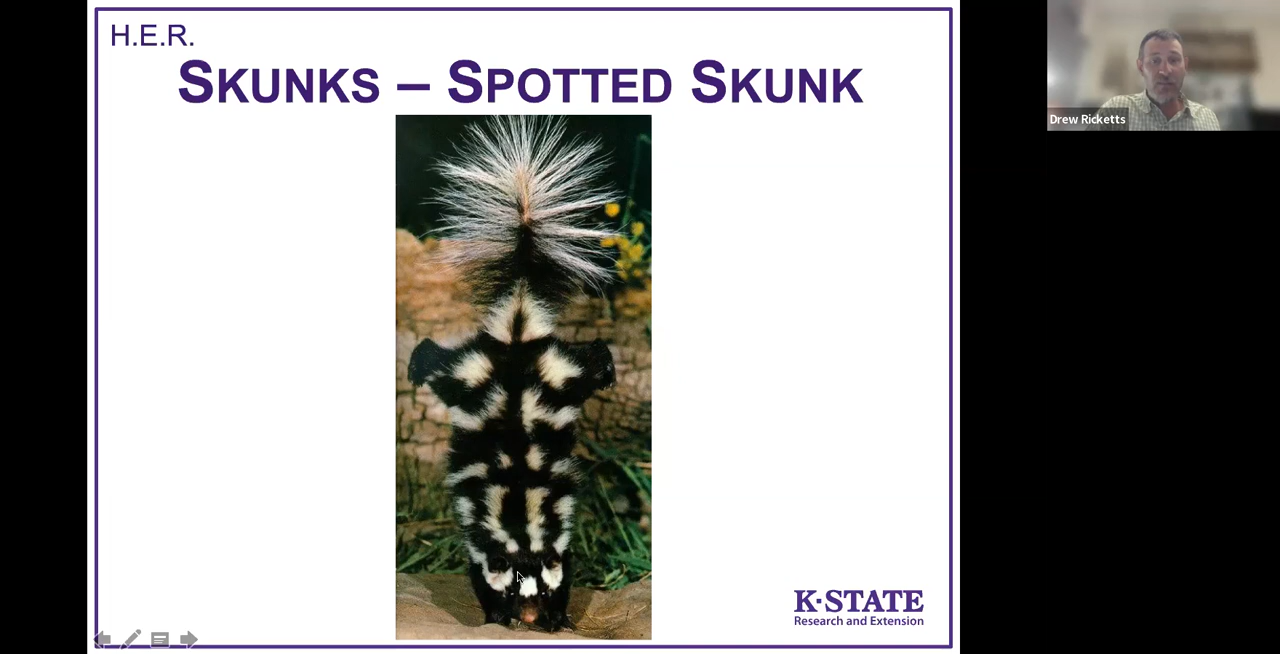 H.E.R.
SKUNKS – SPOTTED SKUNK
Drew Ricketts
K·STATE
Research and Extension